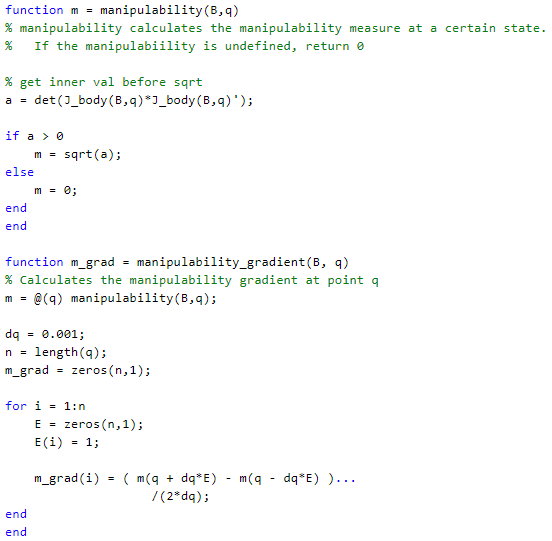 function m = manipulability(B,q)
% manipulability calculates the manipulability measure at a certain state.
%   If the manipulabiility is undefined, return 0
% get inner val before sqrt
a = det(J_body(B,q)*J_body(B,q)');
if a > 0
    m = sqrt(a);
else
    m = 0;
end
end
function m_grad = manipulability_gradient(B, q)
% Calculates the manipulability gradient at point q
m = @(q) manipulability(B,q);
dq = 0.001;
n = length(q);
m_grad = zeros(n,1);
for i = 1:n
    E = zeros(n,1);
    E(i) = 1;
    m_grad(i) = ( m(q + dq*E) - m(q - dq*E) )...
                    /(2*dq);
end
end